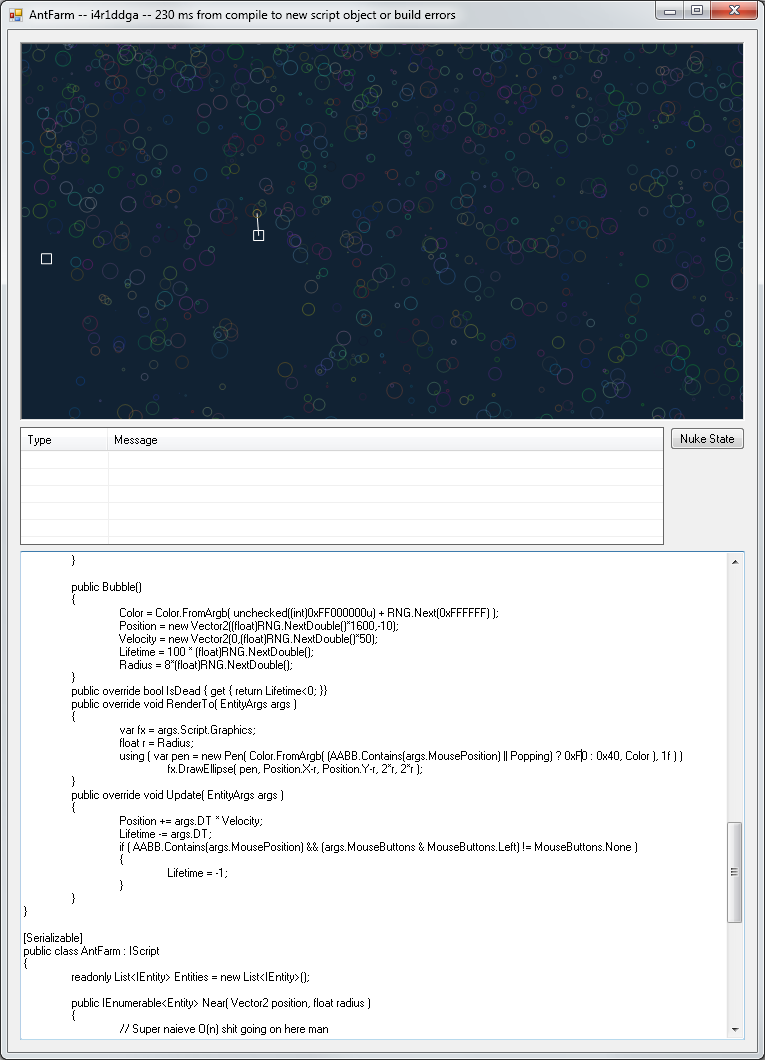 AntFarm -- i4r1ddga -- 230 ms from compile to new script object or build errors
Type Message
Nuke State
}
public Bubble()
{
Color = Color.FromArgb( unchecked((int)0xFF000000u) + RNG.Next(0xFFFFFF) );
Position = new Vector2((float)RNG.NextDouble()*1600,-10);
Velocity = new Vector2(0,(float)RNG.NextDouble()*50);
Lifetime = 100 * (float)RNG.NextDouble();
Radius = 8*(float)RNG.NextDouble();
}
public override bool IsDead { get { return Lifetime<0; }}
public override void RenderTo( EntityArgs args )
{
var fx = args.Script.Graphics;
float r = Radius;
using ( var pen = new Pen( Color.FromArgb( (AABB.Contains(args.MousePosition) || Popping) ? 0xF0 : 0x40, Color ), 1f ) )
fx.DrawEllipse( pen, Position.X-r, Position.Y-r, 2*r, 2*r );
}
public override void Update( EntityArgs args )
{
Position += args.DT * Velocity;
Lifetime -= args.DT;
if ( AABB.Contains(args.MousePosition) && (args.MouseButtons & MouseButtons.Left) != MouseButtons.None )
{
Lifetime = -1;
}
}
}
[Serializable]
public class AntFarm : IScript
{
readonly List<IEntity> Entities = new List<IEntity>();
public IEnumerable<Entity> Near( Vector2 position, float radius )
{
// Super naieve O(n) shit going on here man